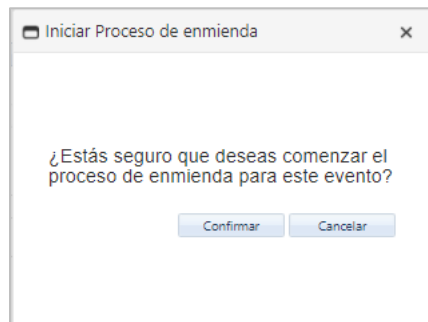 Iniciar Proceso de enmienda
¿Estás seguro que deseas comenzar el
proceso de enmienda para este evento?
Confirmar Cancelar